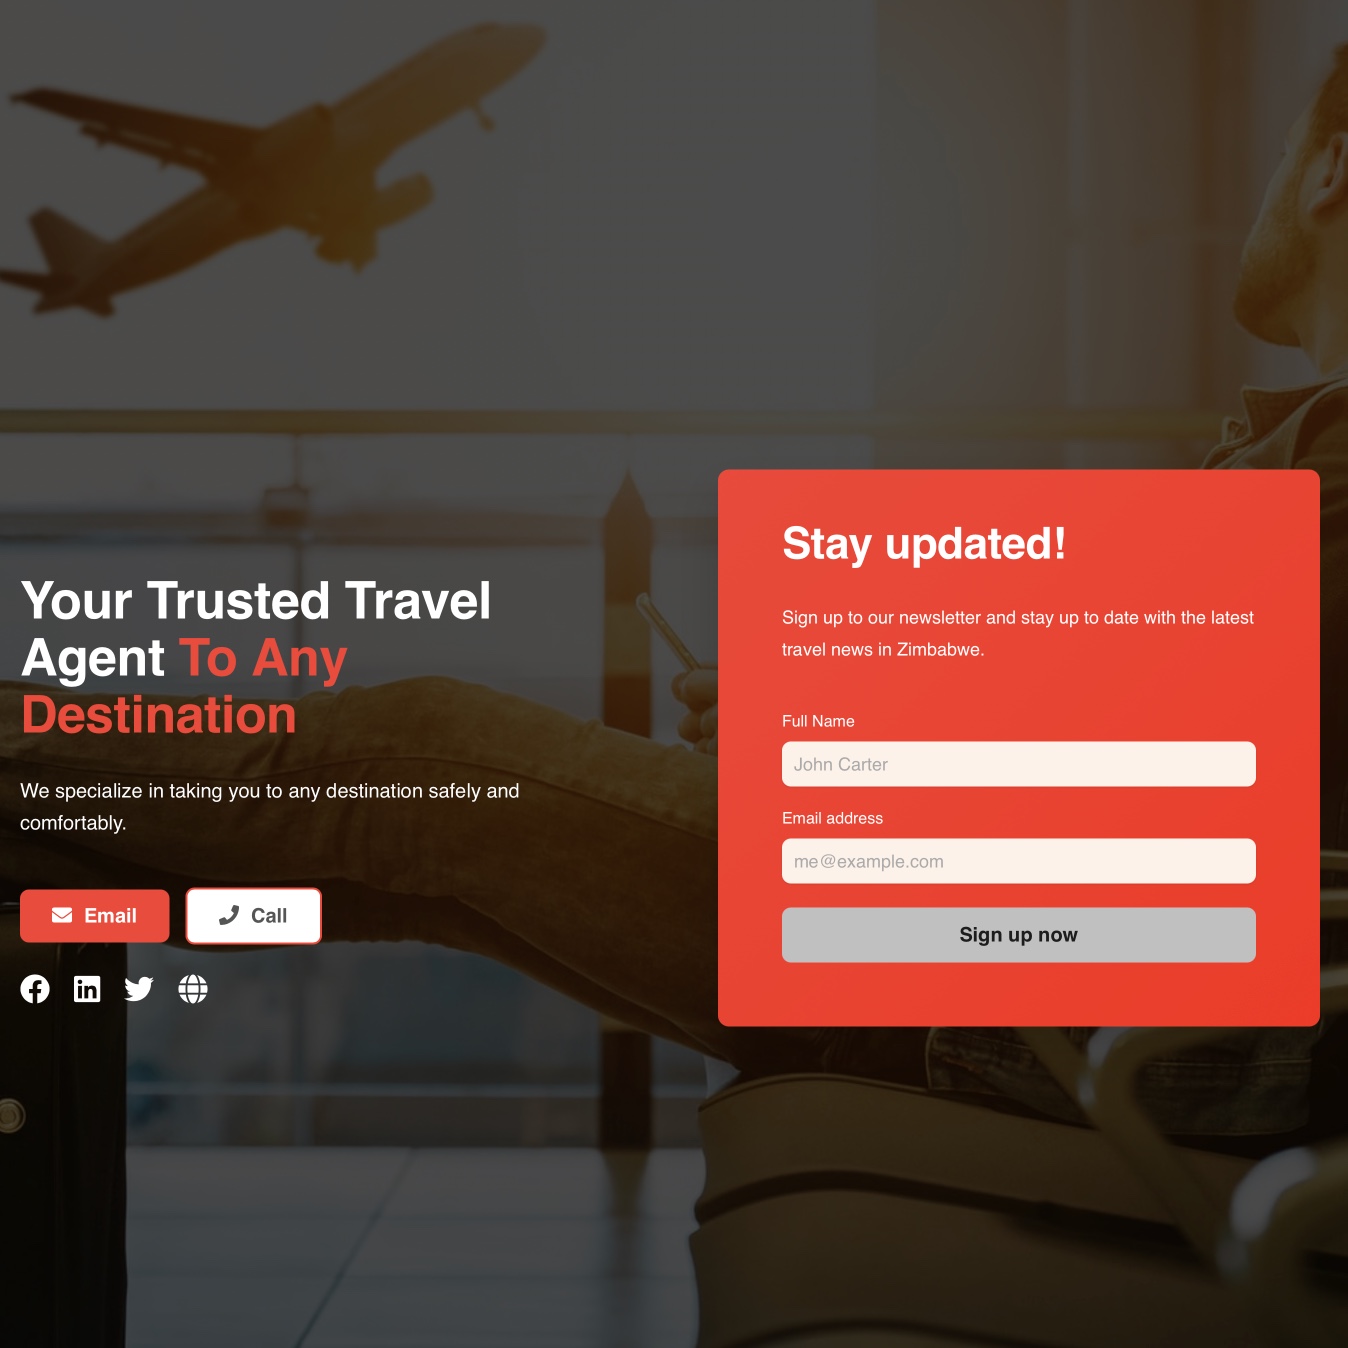 Your Trusted Travel
Agent To Any
Destination
We specialize in taking you to any destination safely and
comfortably.
Email
Call
Stay updated!
Sign up to our newsletter and stay up to date with the latest
travel news in Zimbabwe.
Full Name
John Carter
Email address
me@example.com
Sign up now